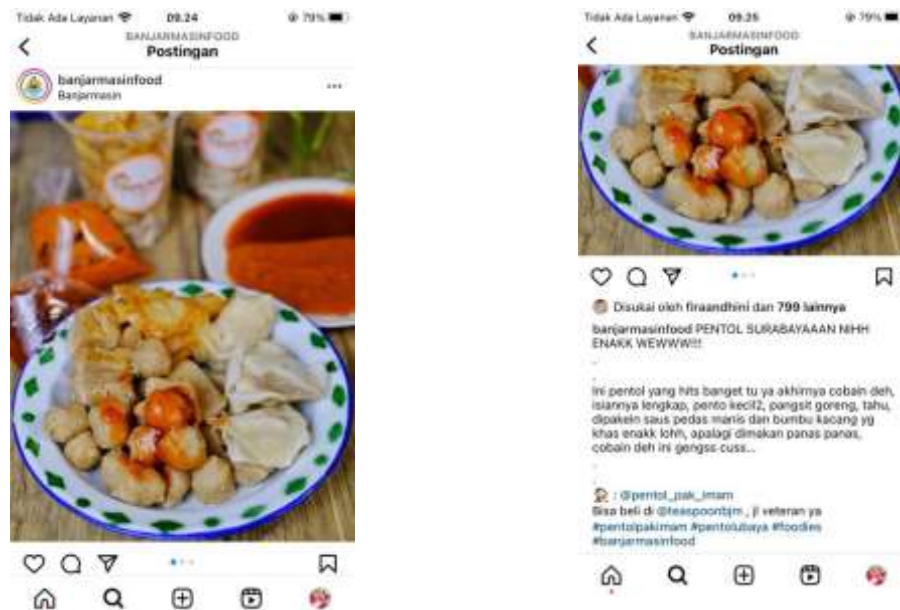 Tidak Ada Layanan 09.24 79%
BANJARMASINFOOD
Postingan
banjarmasinfood
Banjarmasin
Tidak Ada Layanan 09.25 79%
BANJARMASINFOOD
Postingan
Disukai oleh firaandhini dan 799 lainnya
banjarmasinfood PENTOL SURABAYAAAN NIHH
ENAKK WEWWW!!!
.
.
Ini pentol yang hits banget tu ya akhirnya cobain deh,
isiannya lengkap, pento kecil2, pangsit goreng, tahu,
dipakein saus pedas manis dan bumbu kacang yg
khas enakk lohh, apalagi dimakan panas panas,
cobain deh ini gengss cuss...
.
.
: @pentol_pak_imam
Bisa beli di @teaspoonbjm , jl veteran ya
#pentolpakimam #pentolubaya #foodies
#banjarmasinfood